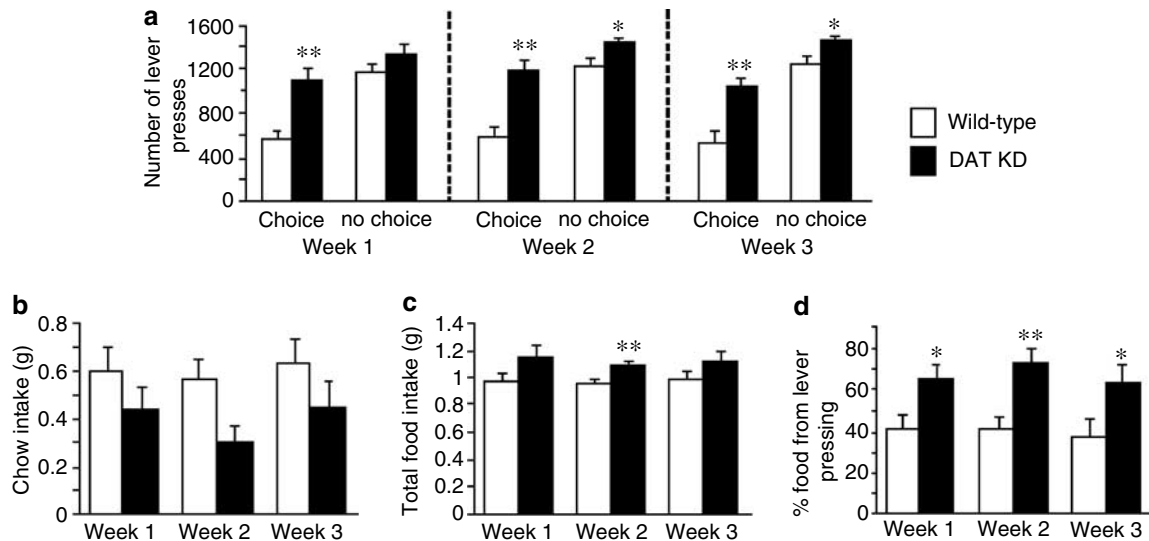 a
Number of lever
presses
1600
1200
800
400
0
**
**
*
**
*
Choice no choice
Choice no choice
Choice no choice
Week 1
Week 2
Week 3
Wild-type
DAT KD
b
Chow intake (g)
0.8
0.6
0.4
0.2
0
Week 1 Week 2 Week 3
c
Total food intake (g)
1.4
1.2
1
0.8
0.6
0.4
0.2
0
**
Week 1 Week 2 Week 3
d
% food from lever
pressing
80
60
40
20
0
*
**
*
Week 1 Week 2 Week 3